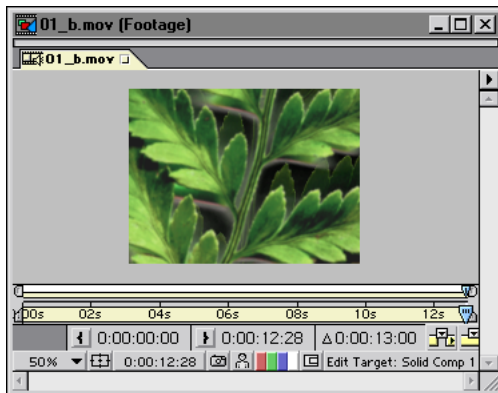 01_b.mov (Footage)
01_b.mov
00s 02s 04s 06s 08s 10s 12s
0:00:00:00 0:00:12:28 Δ0:00:13:00
50% 0:00:12:28 Edit Target: Solid Comp 1